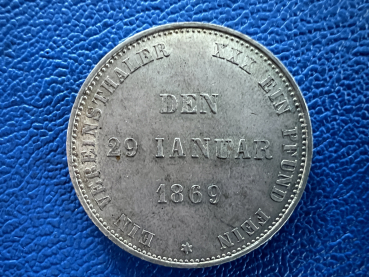 EIN VEREINSTHALER XXX EIN PFUND FEIN
DEN
29 IANUAR
1869